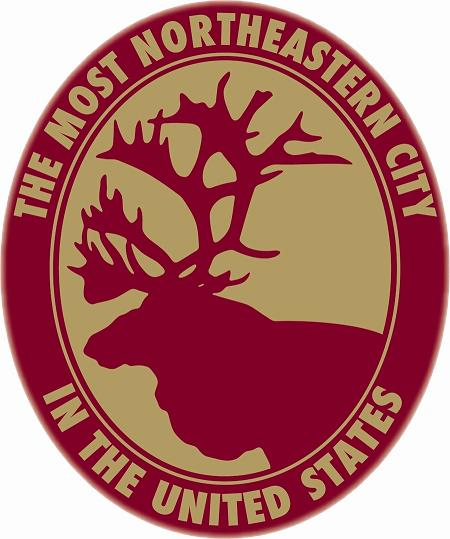 THE MOST NORTHEASTERN CITY
IN THE UNITED STATES